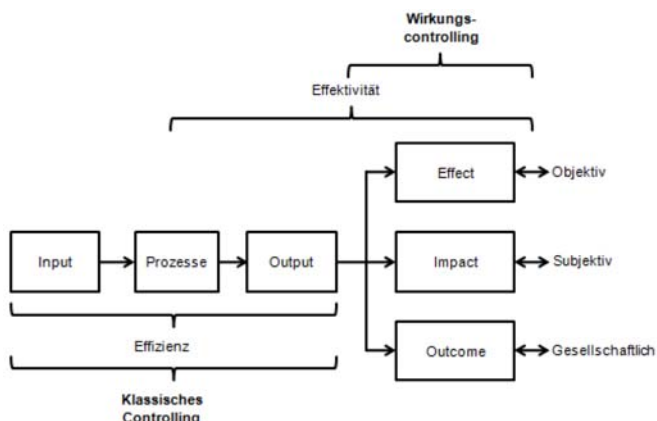 Wirkungs-
controlling
Effektivität
Effect
Objektiv
Input
Prozesse
Output
Impact
Subjektiv
Effizienz
Outcome
Gesellschaftlich
Klassisches
Controlling